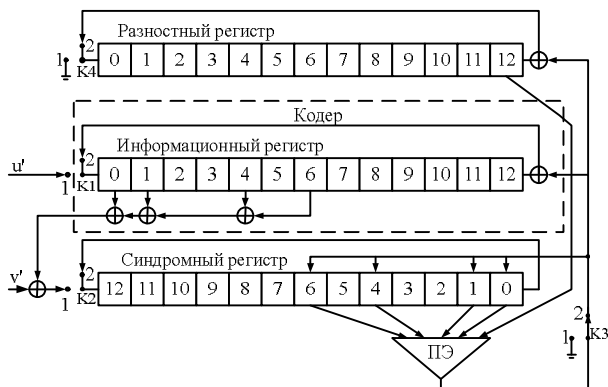 Разностный регистр
2
1
К4
0 1 2 3 4 5 6 7 8 9 10 11 12
Кодер
Информационный регистр
u'
2
1
К1
0 1 2 3 4 5 6 7 8 9 10 11 12
Синдромный регистр
v'
2
1
К2
12 11 10 9 8 7 6 5 4 3 2 1 0
2
1
К3
ПЭ